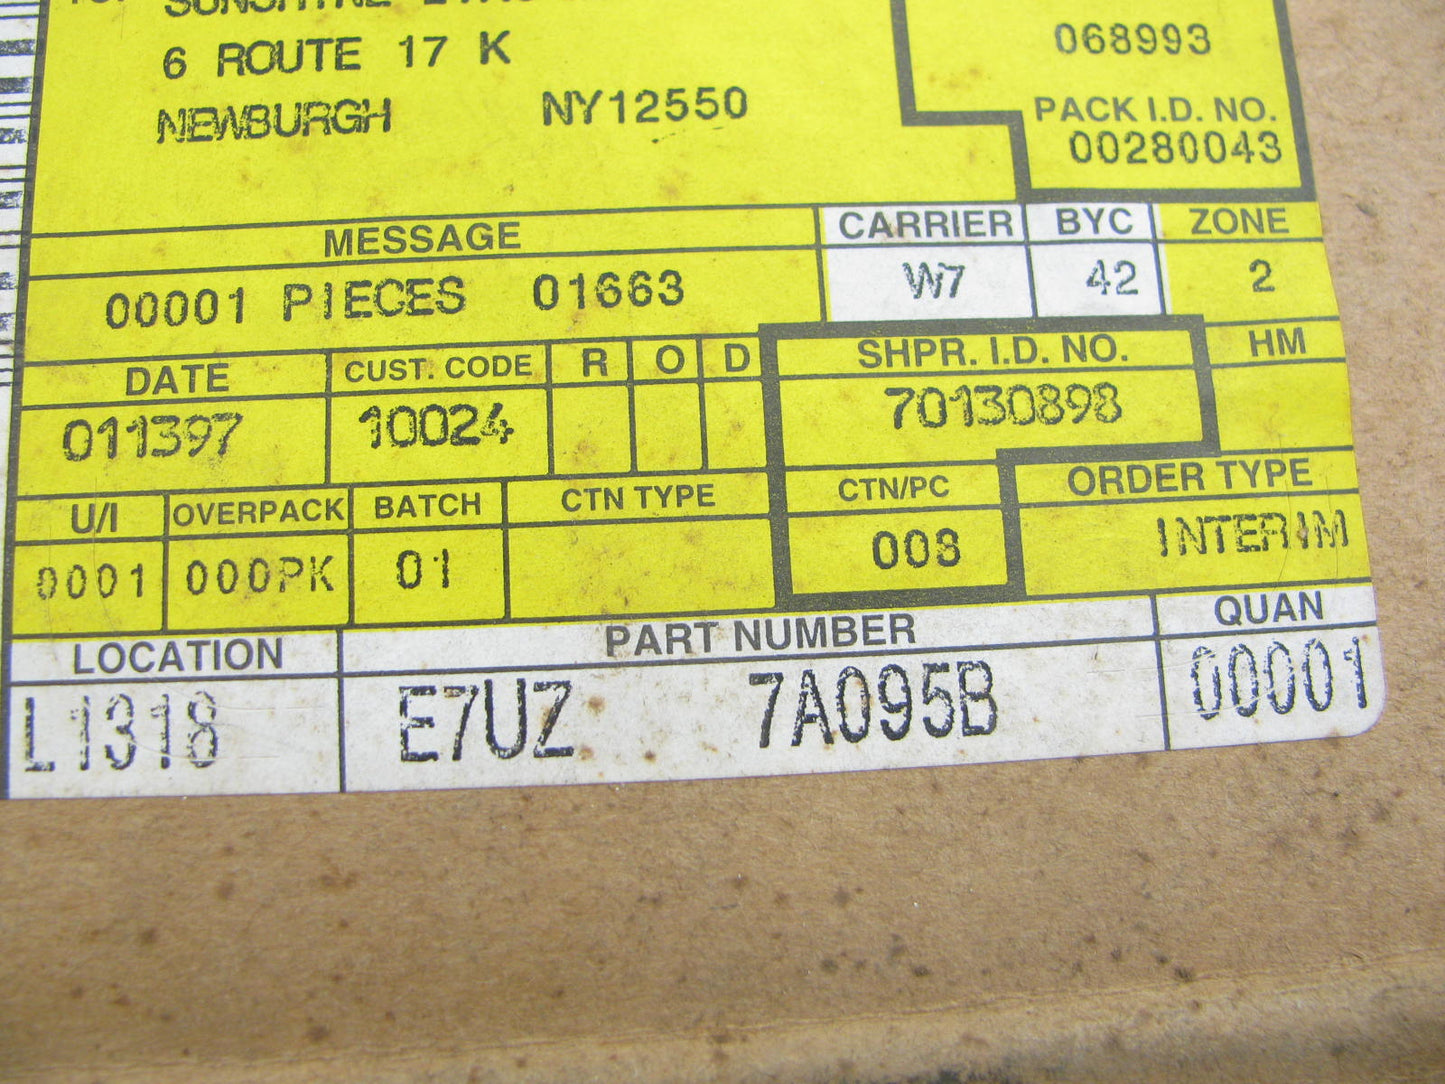 6 ROUTE 17 K
NEWBURGH NY12550
068993
PACK I.D. NO.
00280043
MESSAGE CARRIER BYC ZONE
00001 PIECES 01663 W7 42 2
DATE CUST. CODE R O D SHPR. I.D. NO. HM
011397 10024 70130898
U/I OVERPACK BATCH CTN TYPE CTN/PC ORDER TYPE
0001 000PK 01 008 INTERIM
LOCATION PART NUMBER QUAN
L1318 E7UZ 7A095B 00001